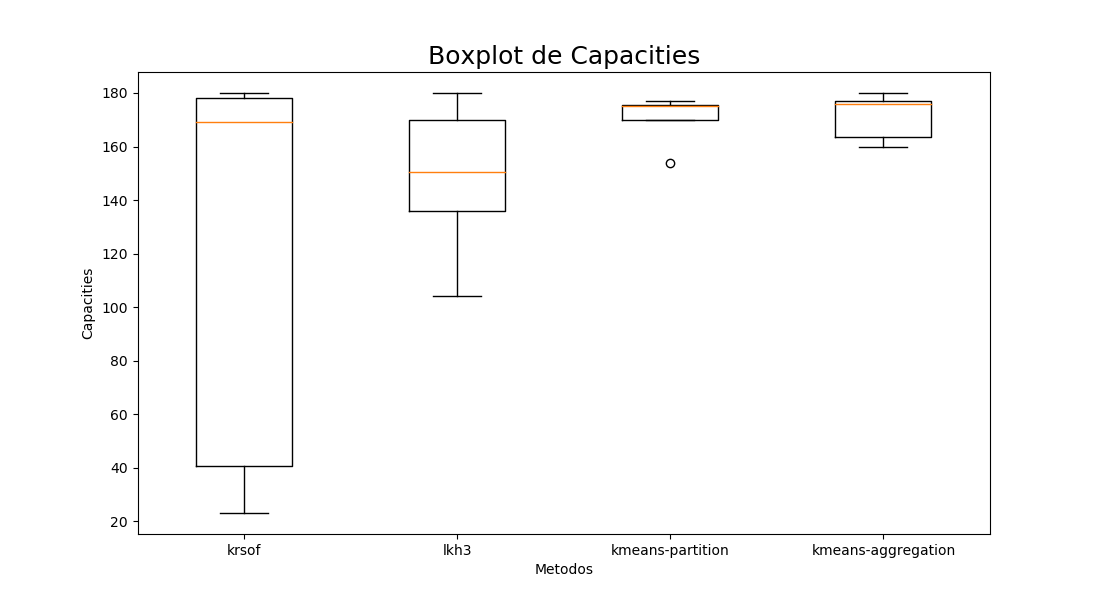 Boxplot de Capacities
180
160
140
120
100
80
60
40
20
Capacities
krsof
lkh3
kmeans-partition
kmeans-aggregation
Metodos